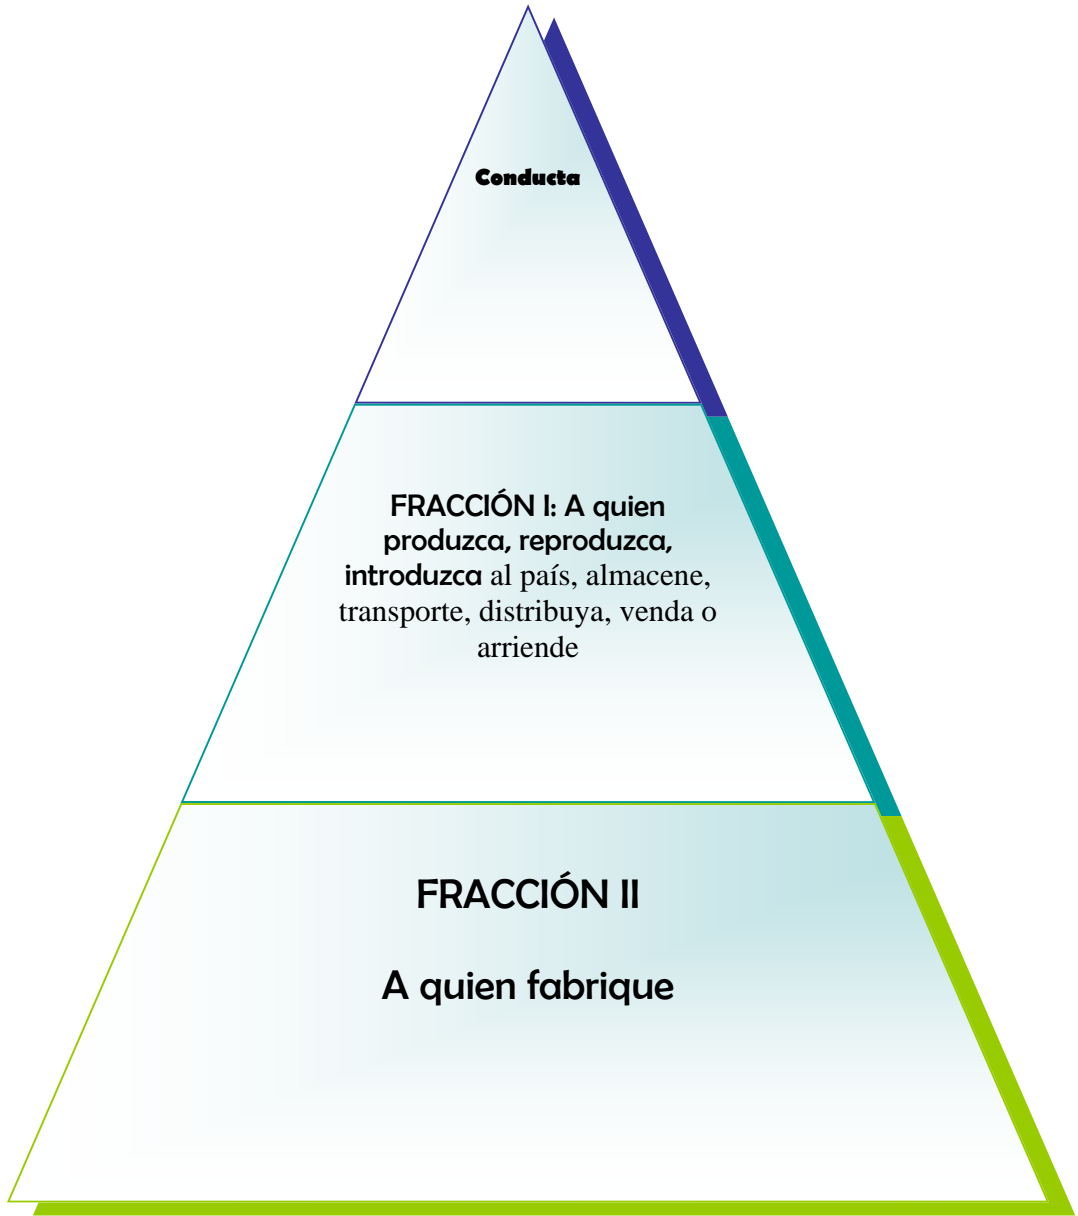 Conducta
FRACCIÓN I: A quien
produzca, reproduzca,
introduzca al país, almacene,
transporte, distribuya, venda o
arriende
FRACCIÓN II
A quien fabrique